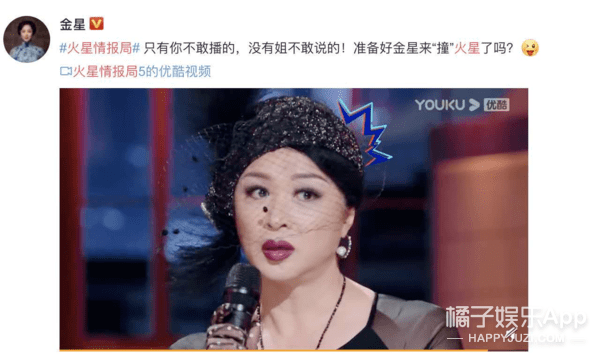 金星
#火星情报局# 只有你不敢播的，没有姐不敢说的！准备好金星来“撞”火星了吗？
火星情报局5的优酷视频
YOUKU 优酷
橘子娱乐App
HAPPYJUZI.COM